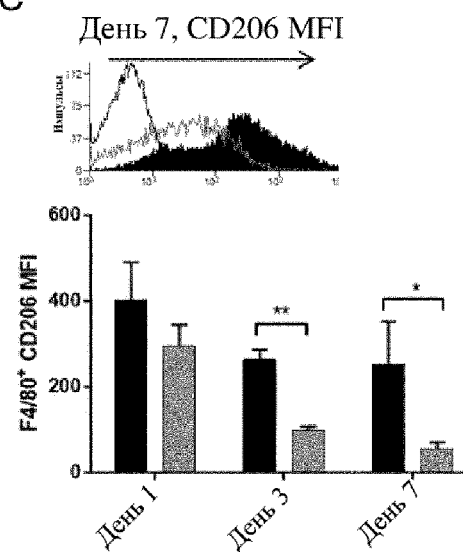 C
День 7, CD206 MFI
Импульсы
600
400
200
0
F4/80⁺ CD206 MFI
**
*
День 1
День 3
День 7